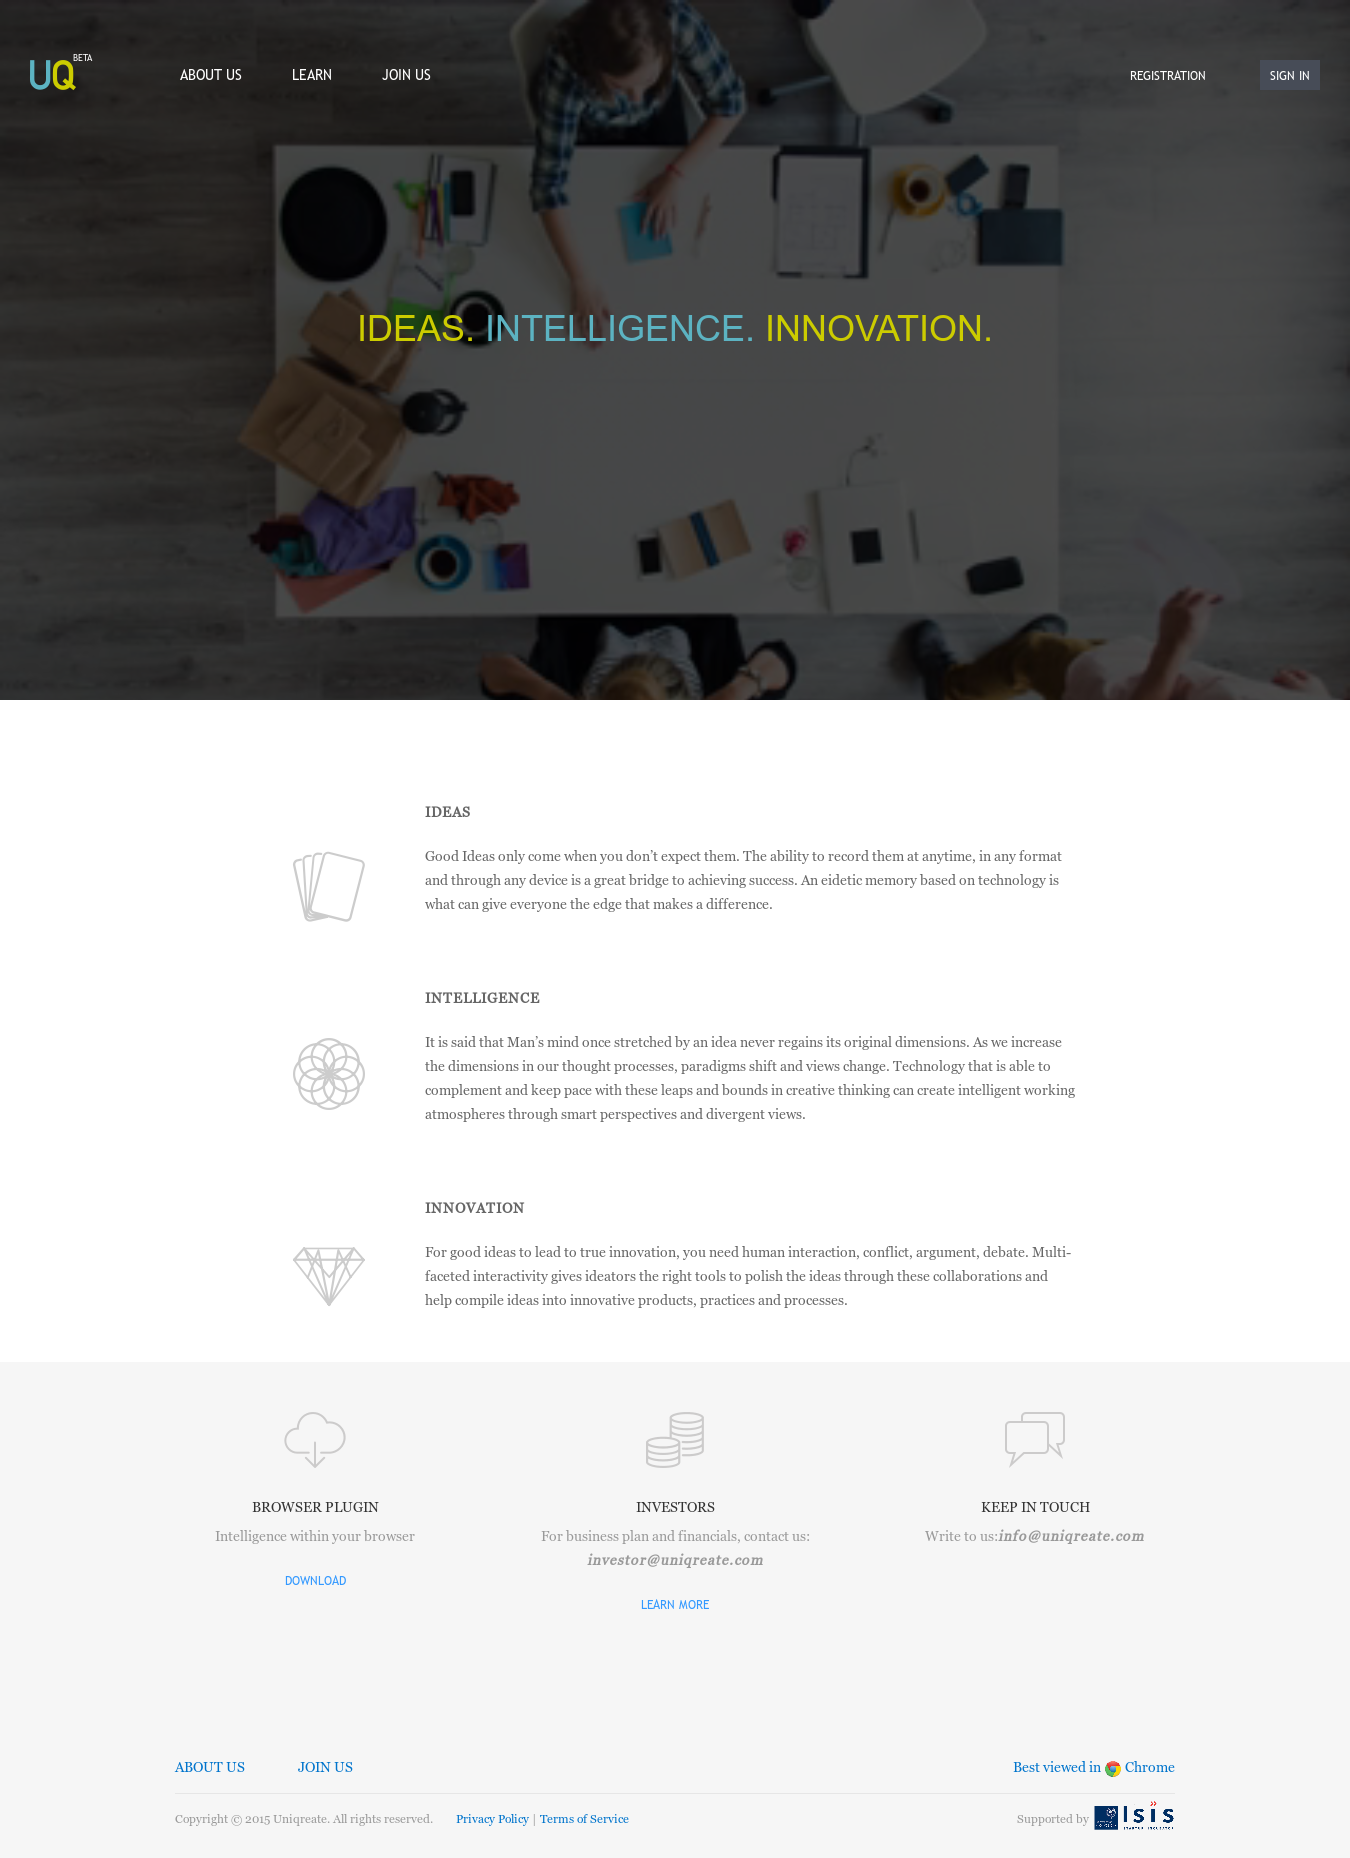 UQ BETA
ABOUT US LEARN JOIN US REGISTRATION SIGN IN
IDEAS. INTELLIGENCE. INNOVATION.
IDEAS
Good Ideas only come when you don’t expect them. The ability to record them at anytime, in any format
and through any device is a great bridge to achieving success. An eidetic memory based on technology is
what can give everyone the edge that makes a difference.
INTELLIGENCE
It is said that Man’s mind once stretched by an idea never regains its original dimensions. As we increase
the dimensions in our thought processes, paradigms shift and views change. Technology that is able to
complement and keep pace with these leaps and bounds in creative thinking can create intelligent working
atmospheres through smart perspectives and divergent views.
INNOVATION
For good ideas to lead to true innovation, you need human interaction, conflict, argument, debate. Multi-
faceted interactivity gives ideators the right tools to polish the ideas through these collaborations and
help compile ideas into innovative products, practices and processes.
BROWSER PLUGIN
Intelligence within your browser
DOWNLOAD
INVESTORS
For business plan and financials, contact us:
investor@uniqreate.com
LEARN MORE
KEEP IN TOUCH
Write to us:info@uniqreate.com
ABOUT US JOIN US Best viewed in Chrome
Copyright © 2015 Uniqreate. All rights reserved. Privacy Policy | Terms of Service Supported by Isis